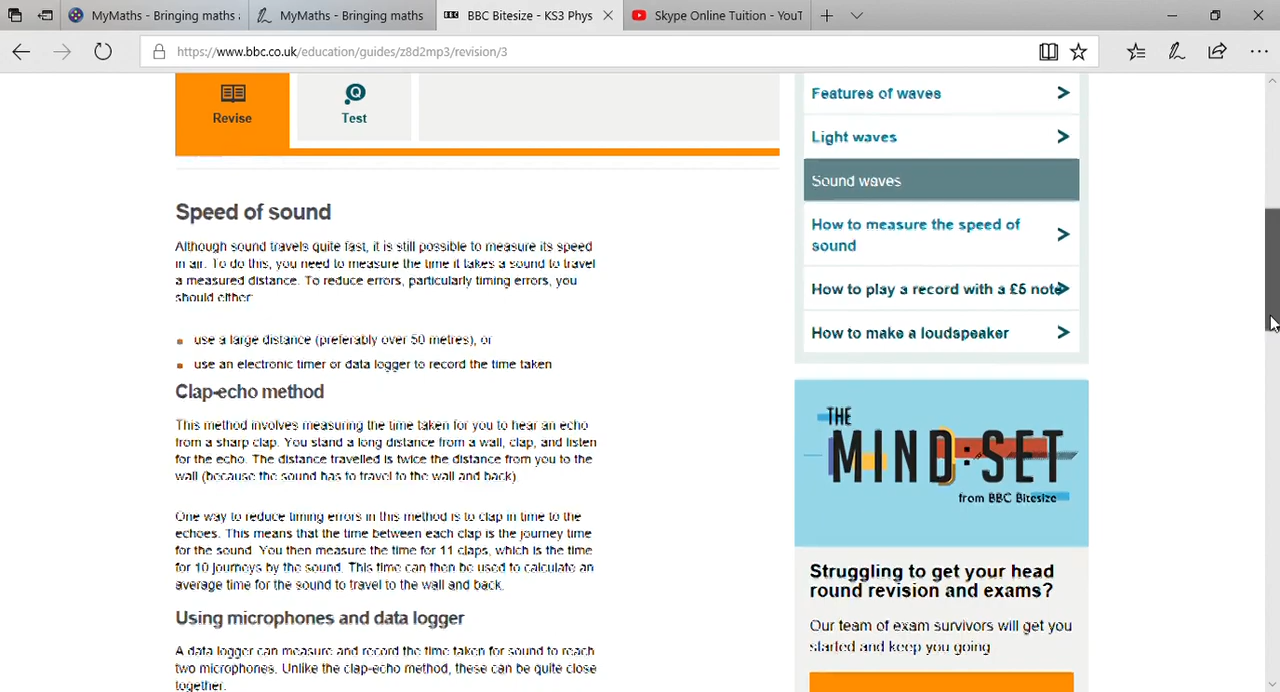 MyMaths - Bringing maths
MyMaths - Bringing maths
BBC Bitesize - KS3 Phys
Skype Online Tuition - YouT
https://www.bbc.co.uk/education/guides/z8d2mp3/revision/3
Revise
Test
Speed of sound
Although sound travels quite fast, it is still possible to measure its speed
in air. To do this, you need to measure the time it takes a sound to travel
a measured distance. To reduce errors, particularly timing errors, you
should either:
use a large distance (preferably over 50 metres), or
use an electronic timer or data logger to record the time taken
Clap-echo method
This method involves measuring the time taken for you to hear an echo
from a sharp clap. You stand a long distance from a wall, clap, and listen
for the echo. The distance travelled is twice the distance from you to the
wall (because the sound has to travel to the wall and back)
One way to reduce timing errors in this method is to clap in time to the
echoes. This means that the time between each clap is the journey time
for the sound. You then measure the time for 11 claps, which is the time
for 10 journeys by the sound. This time can then be used to calculate an
average time for the sound to travel to the wall and back.
Using microphones and data logger
A data logger can measure and record the time taken for sound to reach
two microphones. Unlike the clap-echo method, these can be quite close
together.
Features of waves
Light waves
Sound waves
How to measure the speed of
sound
How to play a record with a £5 note
How to make a loudspeaker
THE
MIND:SET
from BBC Bitesize
Struggling to get your head
round revision and exams?
Our team of exam survivors will get you
started and keep you going